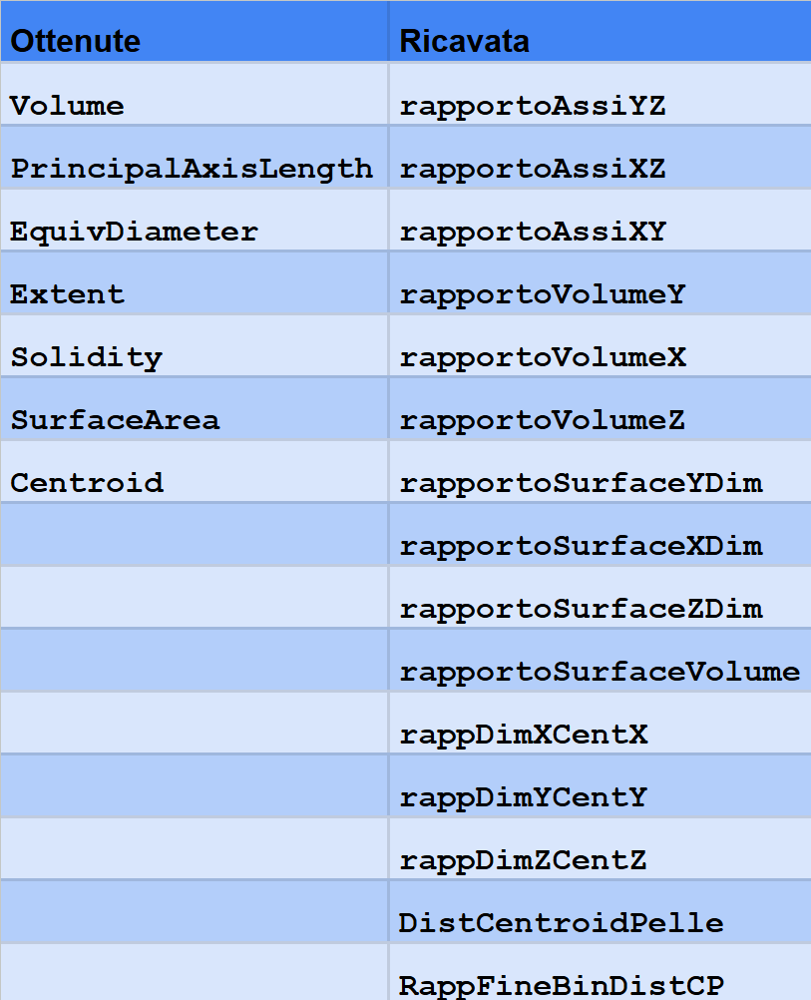 Ottenute Ricavata
Volume rapportoAssiYZ
PrincipalAxisLength rapportoAssiXZ
EquivDiameter rapportoAssiXY
Extent rapportoVolumeY
Solidity rapportoVolumeX
SurfaceArea rapportoVolumeZ
Centroid rapportoSurfaceYDim
rapportoSurfaceXDim
rapportoSurfaceZDim
rapportoSurfaceVolume
rappDimXCentX
rappDimYCentY
rappDimZCentZ
DistCentroidPelle
RappFineBinDistCP